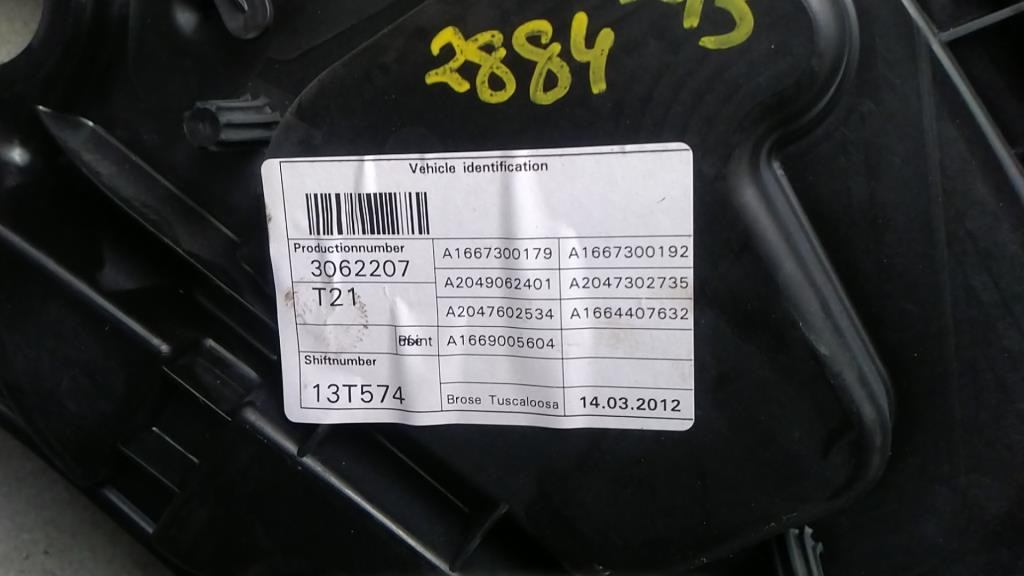 2884
Vehicle identification
Productionnumber
3062207
A1667300179 A1667300192
T21
A2049062401 A2047302735
A2047602534 A1664407632
A1669005604
Shiftnumber
13T574
Brose Tuscaloosa 14.03.2012